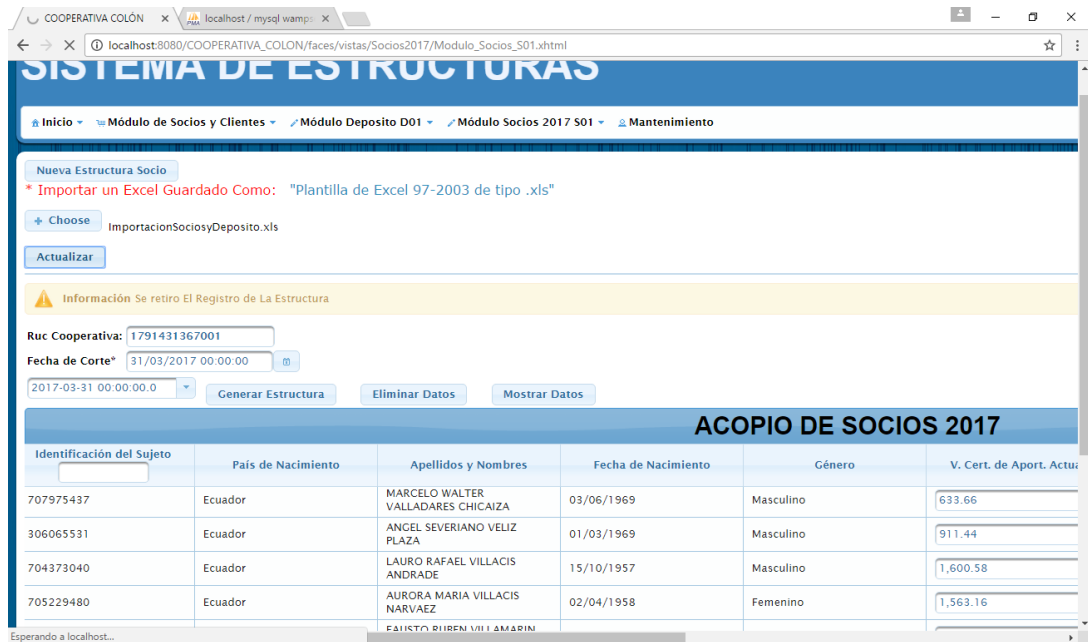 COOPERATIVA COLÓN
localhost / mysql wamps
localhost:8080/COOPERATIVA_COLON/faces/vistas/Socios2017/Modulo_Socios_S01.xhtml
SISTEMA DE ESTRUCTURAS
Inicio Módulo de Socios y Clientes Módulo Deposito D01 Módulo Socios 2017 S01 Mantenimiento
Nueva Estructura Socio
* Importar un Excel Guardado Como: "Plantilla de Excel 97-2003 de tipo .xls"
+ Choose ImportacionSociosyDeposito.xls
Actualizar
Información Se retiro El Registro de La Estructura
Ruc Cooperativa: 1791431367001
Fecha de Corte* 31/03/2017 00:00:00
2017-03-31 00:00:00.0 Generar Estructura Eliminar Datos Mostrar Datos
ACOPIO DE SOCIOS 2017
Identificación del Sujeto País de Nacimiento Apellidos y Nombres Fecha de Nacimiento Género V. Cert. de Aport. Actua
707975437 Ecuador MARCELO WALTER VALLADARES CHICAIZA 03/06/1969 Masculino 633.66
306065531 Ecuador ANGEL SEVERIANO VELIZ PLAZA 01/03/1969 Masculino 911.44
704373040 Ecuador LAURO RAFAEL VILLACIS ANDRADE 15/10/1957 Masculino 1,600.58
705229480 Ecuador AURORA MARIA VILLACIS NARVAEZ 02/04/1958 Femenino 1,563.16
FAUSTO RUBEN VILLAMARIN
Esperando a localhost...